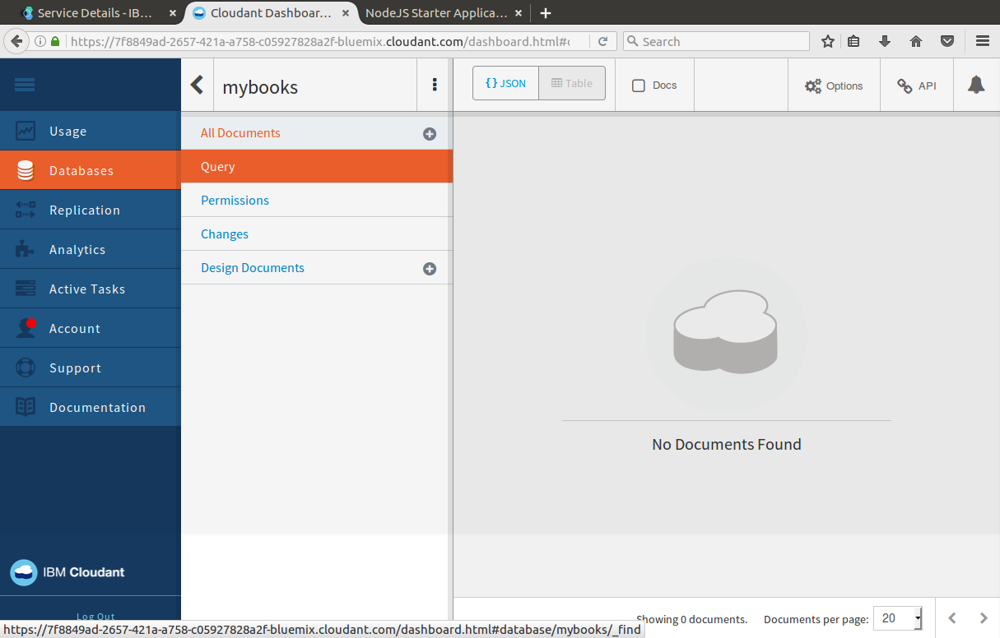 Service Details - IB...
Cloudant Dashboar...
NodeJS Starter Applica...
https://7f8849ad-2657-421a-a758-c05927828a2f-bluemix.cloudant.com/dashboard.html#
Search
mybooks
{} JSON
Table
Docs
Options
API
Usage
Databases
Replication
Analytics
Active Tasks
Account
Support
Documentation
All Documents
Query
Permissions
Changes
Design Documents
No Documents Found
IBM Cloudant
Log Out
Showing 0 documents.
Documents per page:
20
https://7f8849ad-2657-421a-a758-c05927828a2f-bluemix.cloudant.com/dashboard.html#database/mybooks/_find